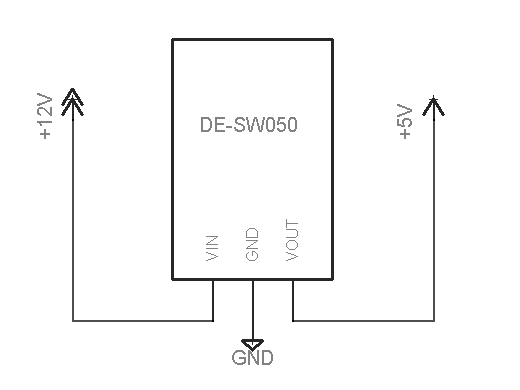 +12V
DE-SW050
+5V
VIN
GND
VOUT
GND